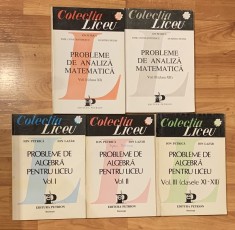 Colecția
Liceu
PROBLEME
DE ANALIZĂ
MATEMATICĂ
Colecția
Liceu
PROBLEME
DE ANALIZĂ
MATEMATICĂ
Colecția
Liceu
ION PETRICĂ ION LAZĂR
PROBLEME DE
ALGEBRĂ
PENTRU LICEU
Vol I
EDITURA PETRION
Colecția
Liceu
ION PETRICĂ ION LAZĂR
PROBLEME DE
ALGEBRĂ
PENTRU LICEU
Vol II
EDITURA PETRION
Colecția
Liceu
ION PETRICĂ ION LAZĂR
PROBLEME DE
ALGEBRĂ
PENTRU LICEU
Vol. III (clasele XI-XII)
EDITURA PETRION